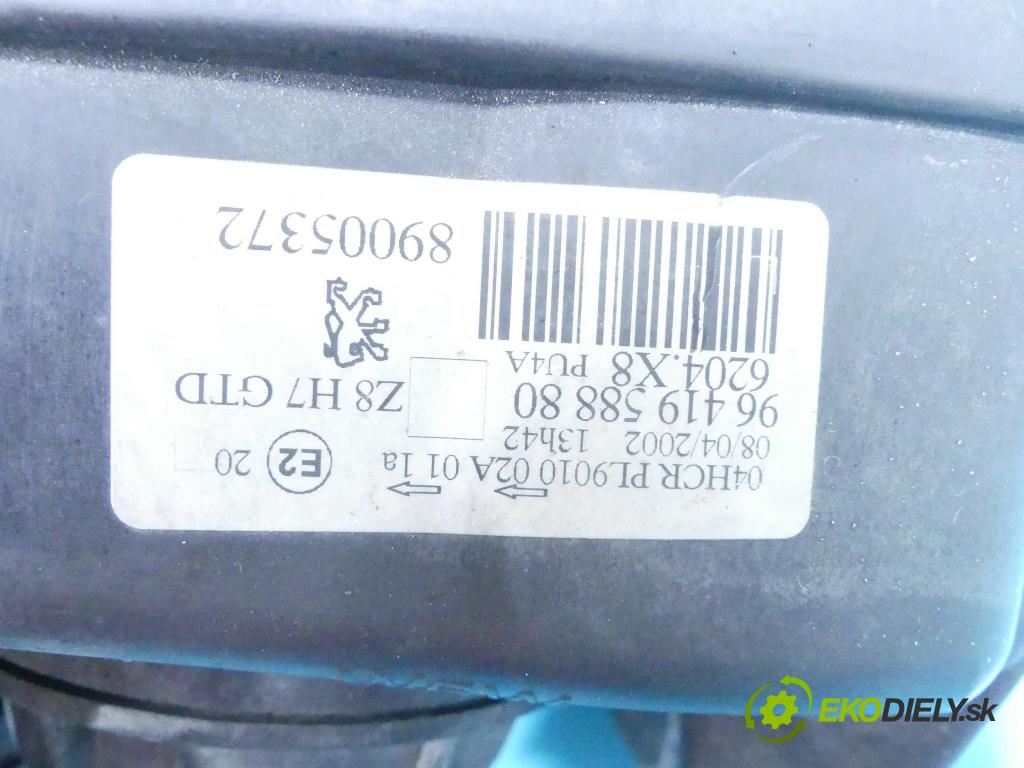 04HCR PL9010 02A 01 1a
E2 20
08/04/2002 13h42
96 419 588 80
6204.X8 PU4A
Z8 H7 GTD
89005372
EKODIELY.sk